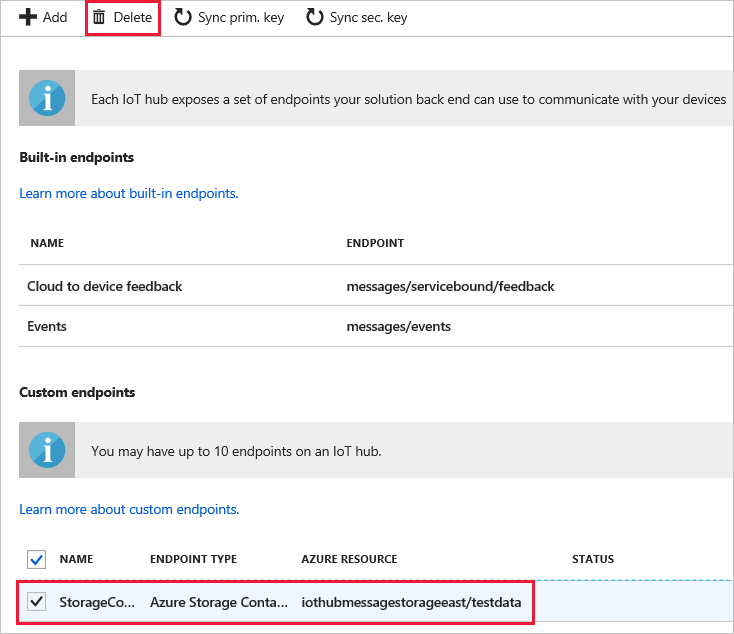 Add Delete Sync prim. key Sync sec. key
Each IoT hub exposes a set of endpoints your solution back end can use to communicate with your devices
Built-in endpoints
Learn more about built-in endpoints.
NAME ENDPOINT
Cloud to device feedback messages/servicebound/feedback
Events messages/events
Custom endpoints
You may have up to 10 endpoints on an IoT hub.
Learn more about custom endpoints.
NAME ENDPOINT TYPE AZURE RESOURCE STATUS
StorageCo... Azure Storage Conta... iothubmessagestorageeast/testdata